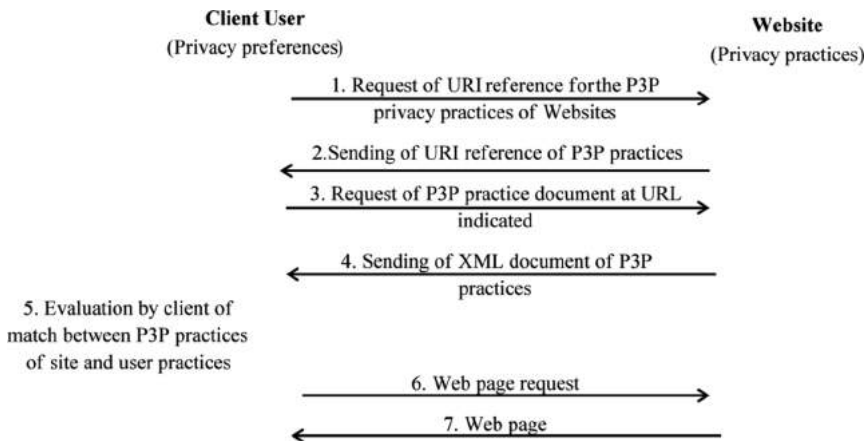 Client User
(Privacy preferences)
Website
(Privacy practices)
1. Request of URI reference forthe P3P
privacy practices of Websites
2.Sending of URI reference of P3P practices
3. Request of P3P practice document at URL
indicated
4. Sending of XML document of P3P
practices
5. Evaluation by client of
match between P3P practices
of site and user practices
6. Web page request
7. Web page